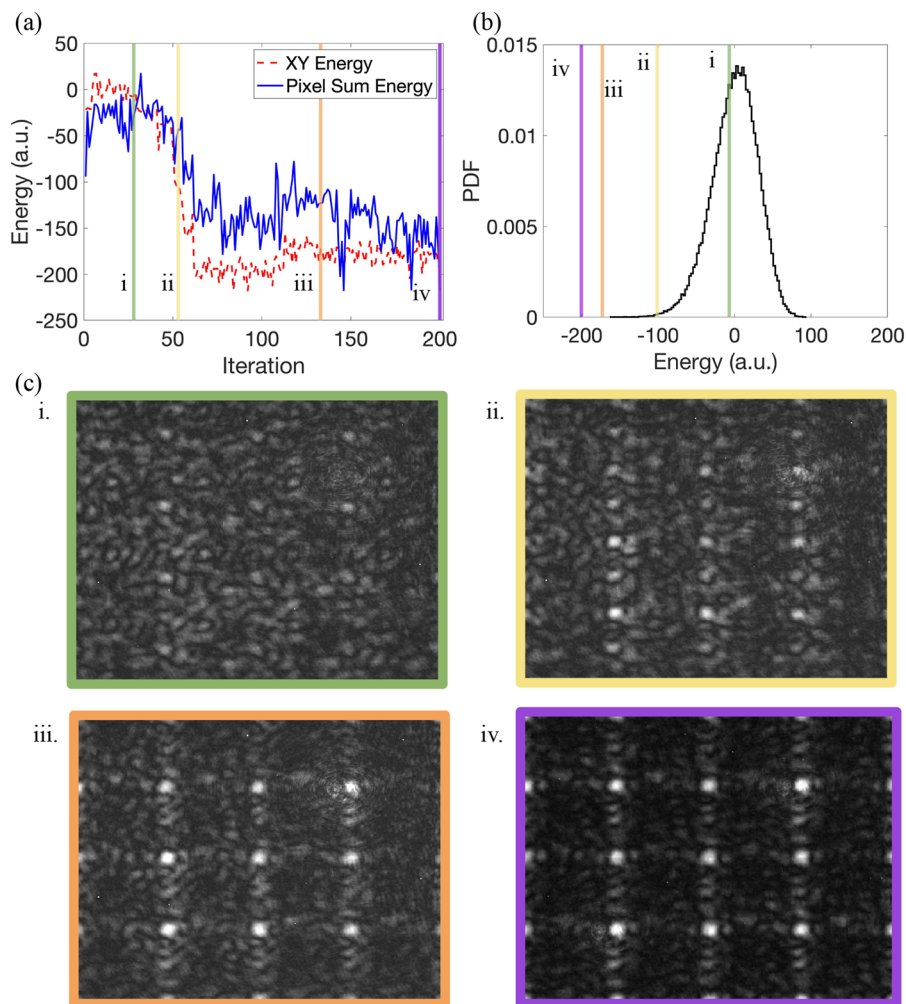 (a)
50
0
-50
-100
-150
-200
-250
Energy (a.u.)
XY Energy
Pixel Sum Energy
i
ii
iii
iv
0
50
100
150
200
Iteration
(b)
0.015
0.01
0.005
0
PDF
iv
iii
ii
i
-200
-100
0
100
200
Energy (a.u.)
(c)
i.
ii.
iii.
iv.